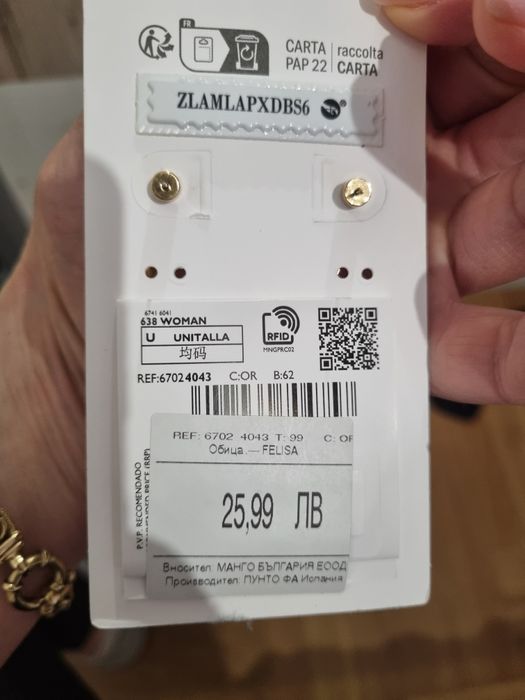 FR
CARTA | raccolta
PAP 22 | CARTA
ZLAMLAPXDBS6 ®
6741 6041
638 WOMAN
U UNITALLA
均码
RFID
MNGPRC02
REF:67024043 C:OR B:62
REF: 6702 4043 T: 99 C: OR
Обица.— FELISA
25,99 ЛВ
Вносител: МАНГО БЪЛГАРИЯ ЕООД
Производител: ПУНТО ФА Испания
P.V.P. RECOMENDADO